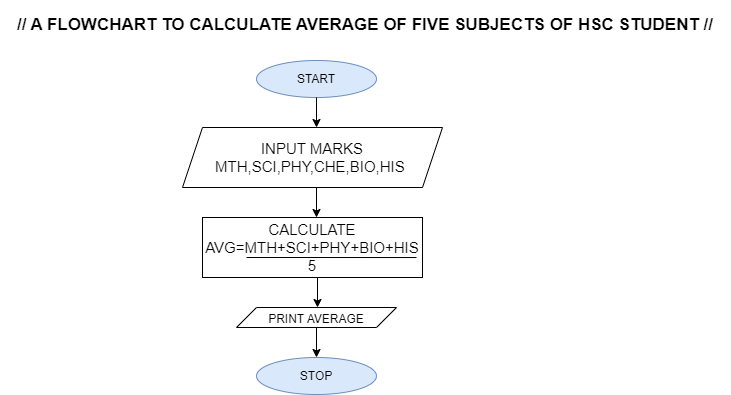 // A FLOWCHART TO CALCULATE AVERAGE OF FIVE SUBJECTS OF HSC STUDENT //
START
INPUT MARKS
MTH,SCI,PHY,CHE,BIO,HIS
CALCULATE
AVG=MTH+SCI+PHY+BIO+HIS
5
PRINT AVERAGE
STOP